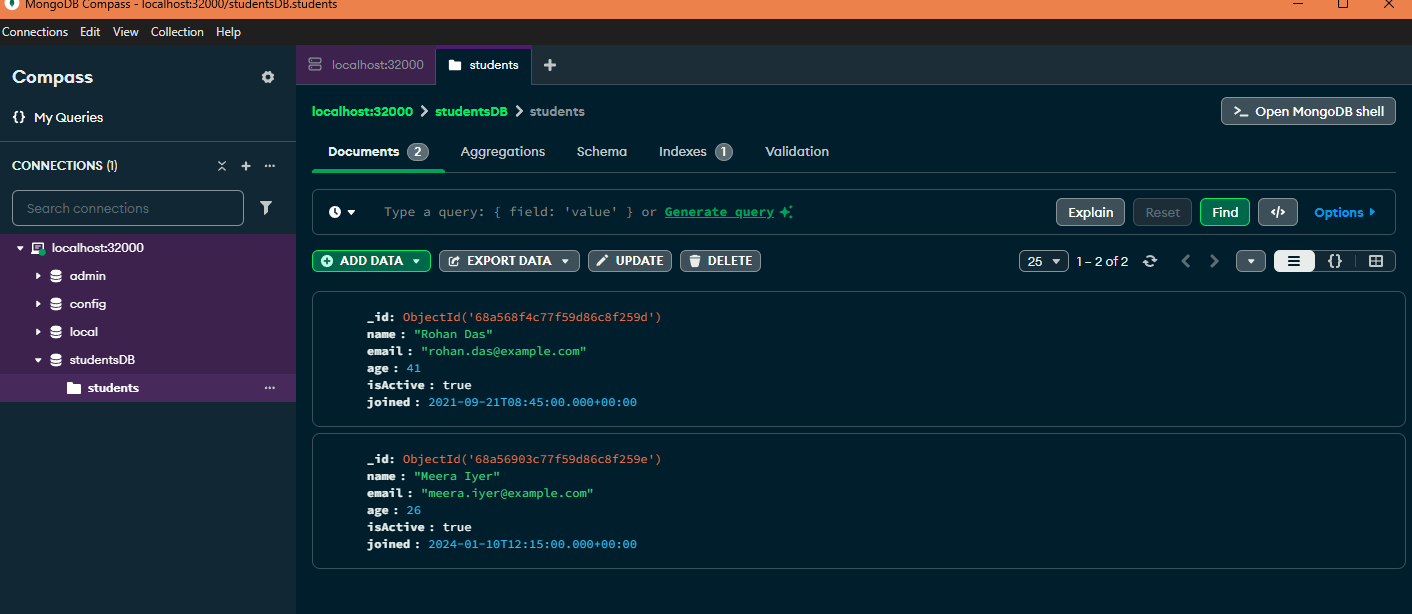 MongoDB Compass - localhost:32000/studentsDB.students
Connections Edit View Collection Help
Compass
{} My Queries
CONNECTIONS (1)
Search connections
localhost:32000
admin
config
local
studentsDB
students
localhost:32000 students
localhost:32000 > studentsDB > students
>_ Open MongoDB shell
Documents 2 Aggregations Schema Indexes 1 Validation
Type a query: { field: 'value' } or Generate query
Explain Reset Find </> Options
ADD DATA EXPORT DATA UPDATE DELETE
25 1 – 2 of 2 {}
_id: ObjectId('68a568f4c77f59d86c8f259d')
name : "Rohan Das"
email : "rohan.das@example.com"
age : 41
isActive : true
joined : 2021-09-21T08:45:00.000+00:00
_id: ObjectId('68a56903c77f59d86c8f259e')
name : "Meera Iyer"
email : "meera.iyer@example.com"
age : 26
isActive : true
joined : 2024-01-10T12:15:00.000+00:00